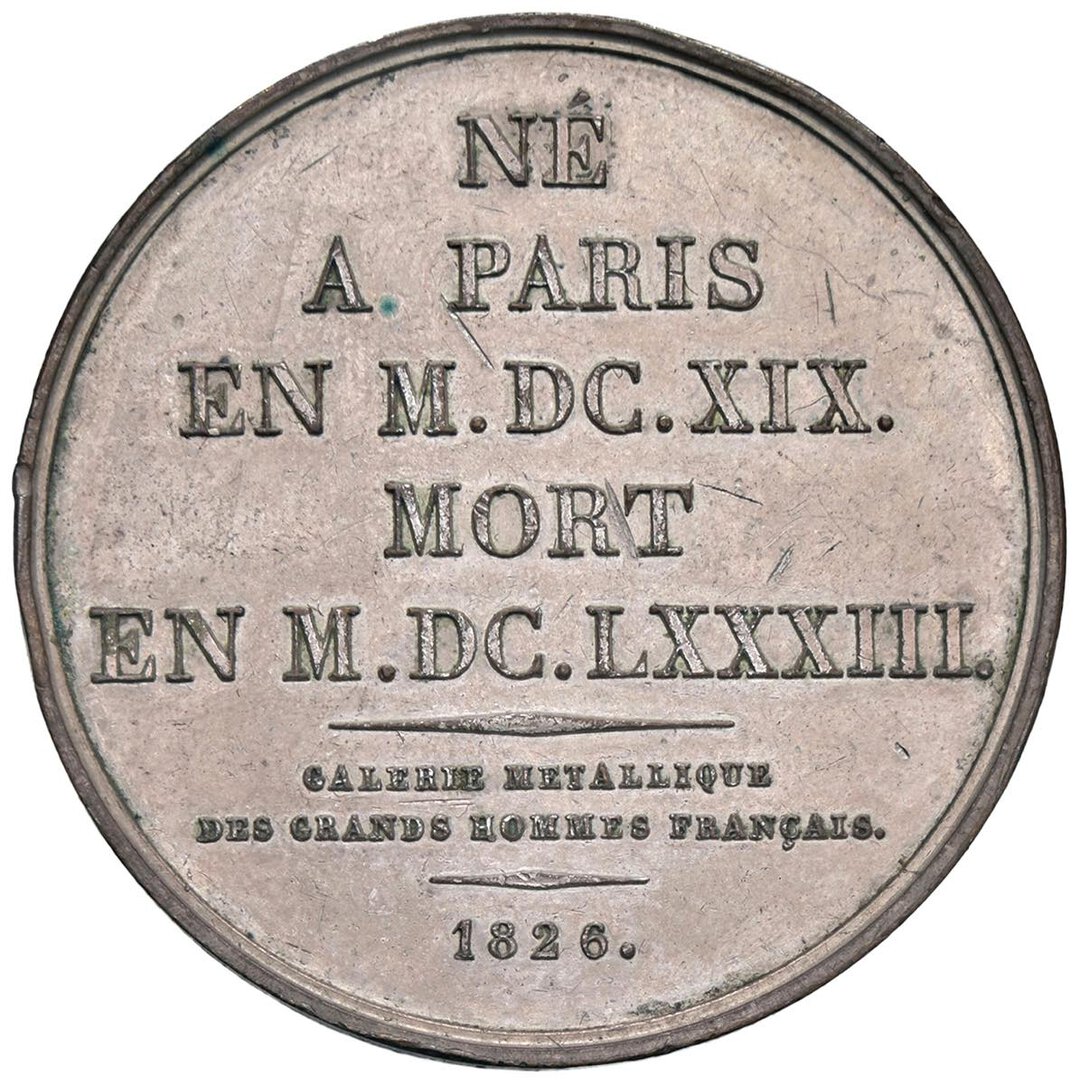 NÉ
A PARIS
EN M.DC.XIX.
MORT
EN M.DC.LXXXIII.
GALERIE METALLIQUE
DES GRANDS HOMMES FRANÇAIS.
1826.